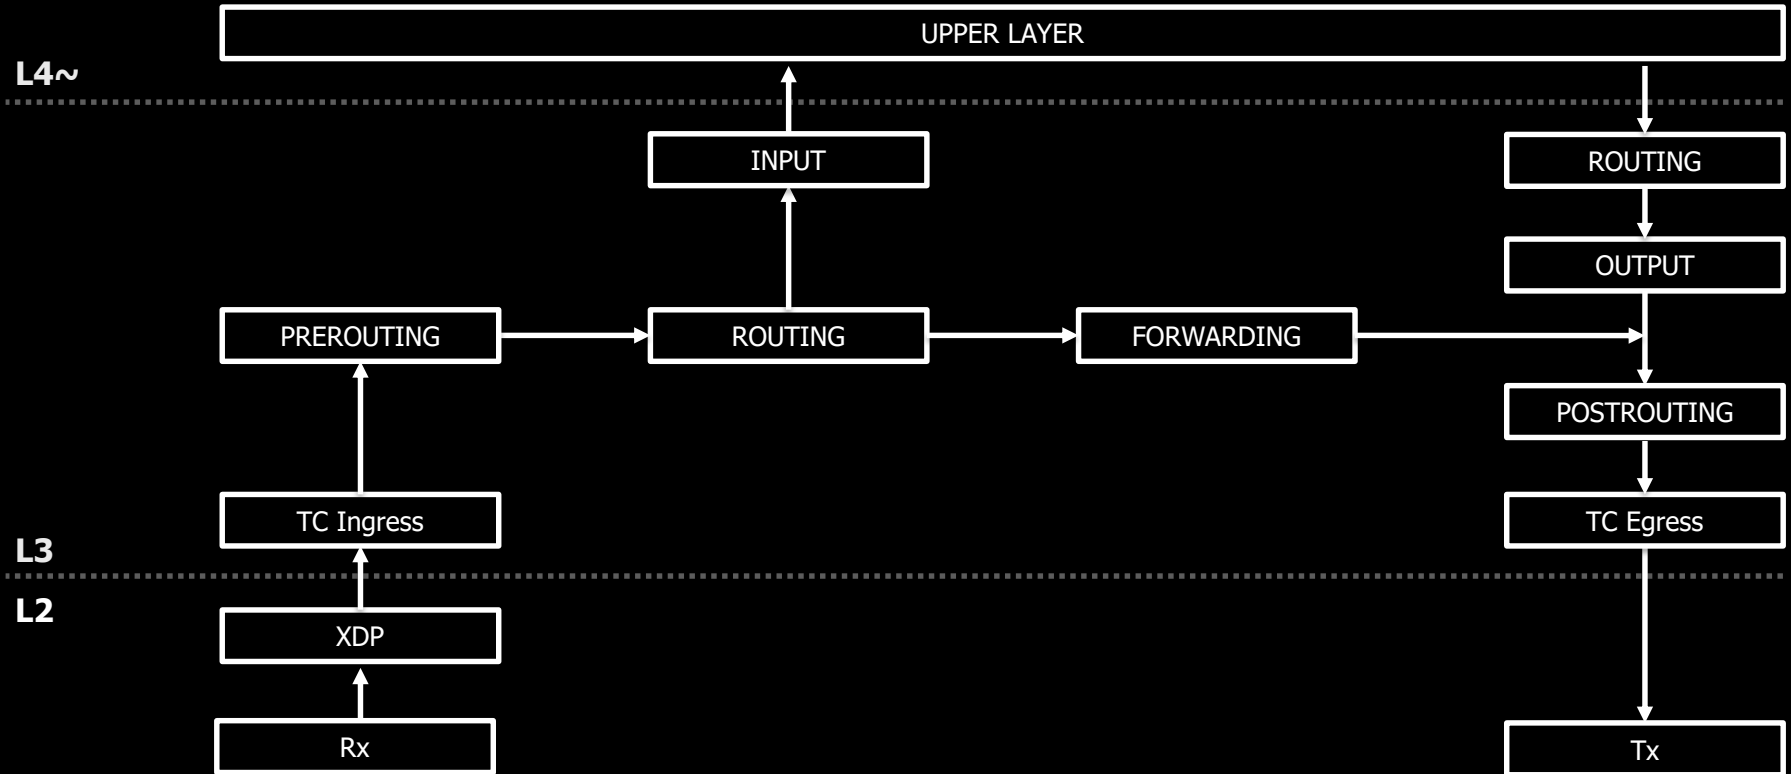 UPPER LAYER
L4~
INPUT
ROUTING
OUTPUT
PREROUTING
ROUTING
FORWARDING
POSTROUTING
TC Ingress
TC Egress
L3
L2
XDP
Rx
Tx